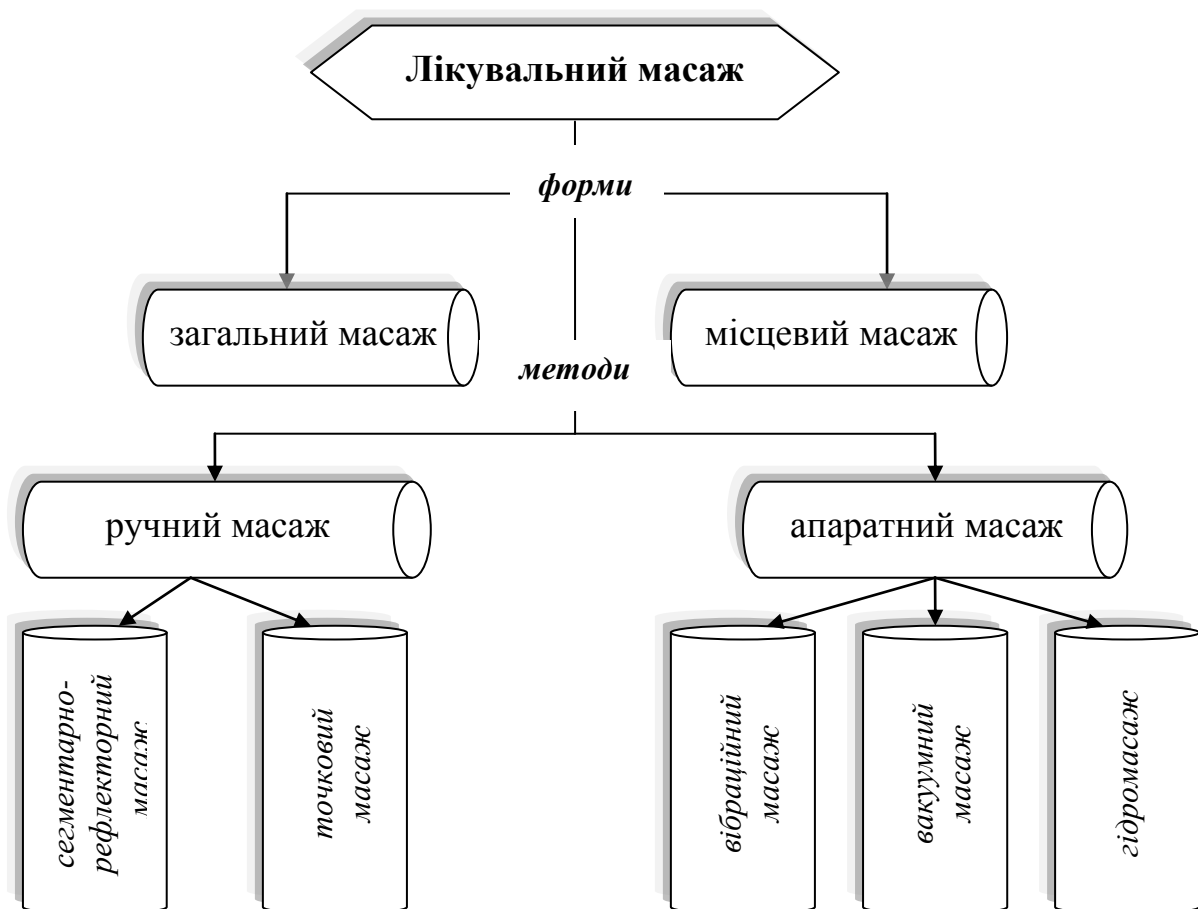 Лікувальний масаж
форми
загальний масаж
місцевий масаж
методи
ручний масаж
апаратний масаж
сегментарно-
рефлекторний
масаж
точковий
масаж
вібраційний
масаж
вакуумний
масаж
гідромасаж